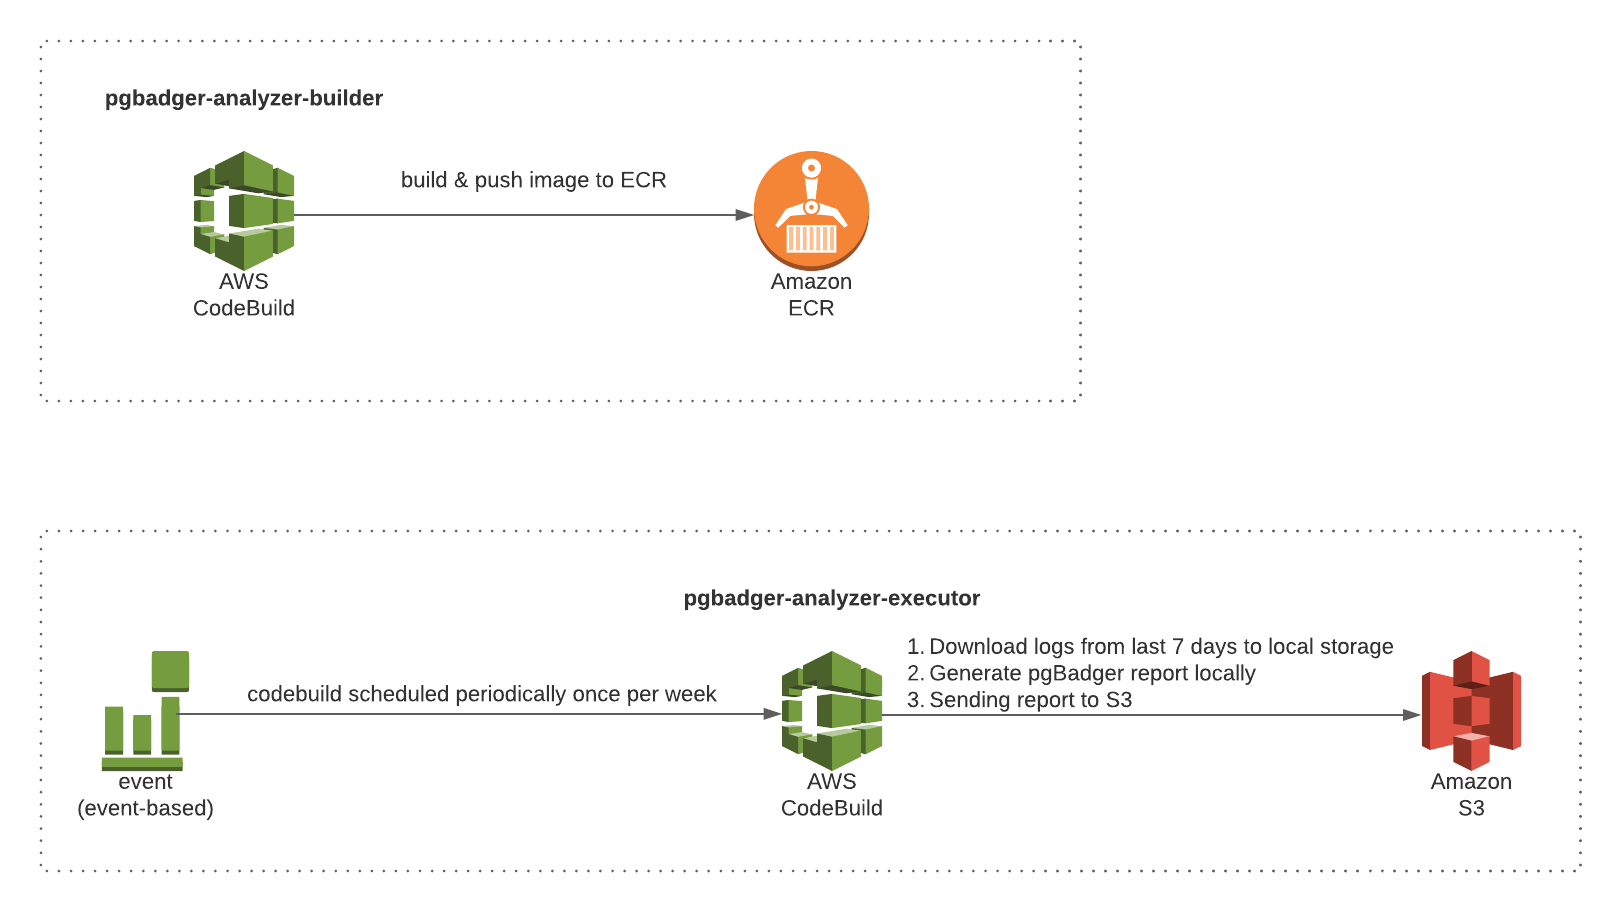 pgbadger-analyzer-builder
build & push image to ECR
AWS
CodeBuild
Amazon
ECR
pgbadger-analyzer-executor
codebuild scheduled periodically once per week
1. Download logs from last 7 days to local storage
2. Generate pgBadger report locally
3. Sending report to S3
event
(event-based)
AWS
CodeBuild
Amazon
S3